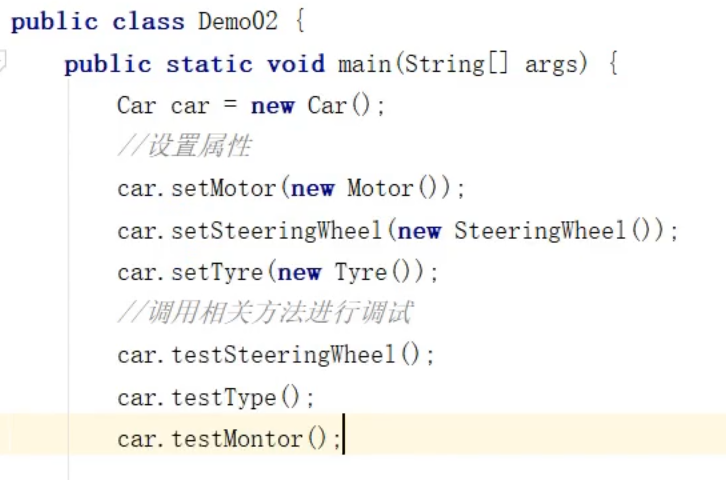 public class Demo02 {
public static void main(String[] args) {
Car car = new Car();
//设置属性
car.setMotor(new Motor());
car.setSteeringWheel(new SteeringWheel());
car.setTyre(new Tyre());
//调用相关方法进行调试
car.testSteeringWheel();
car.testType();
car.testMontor();